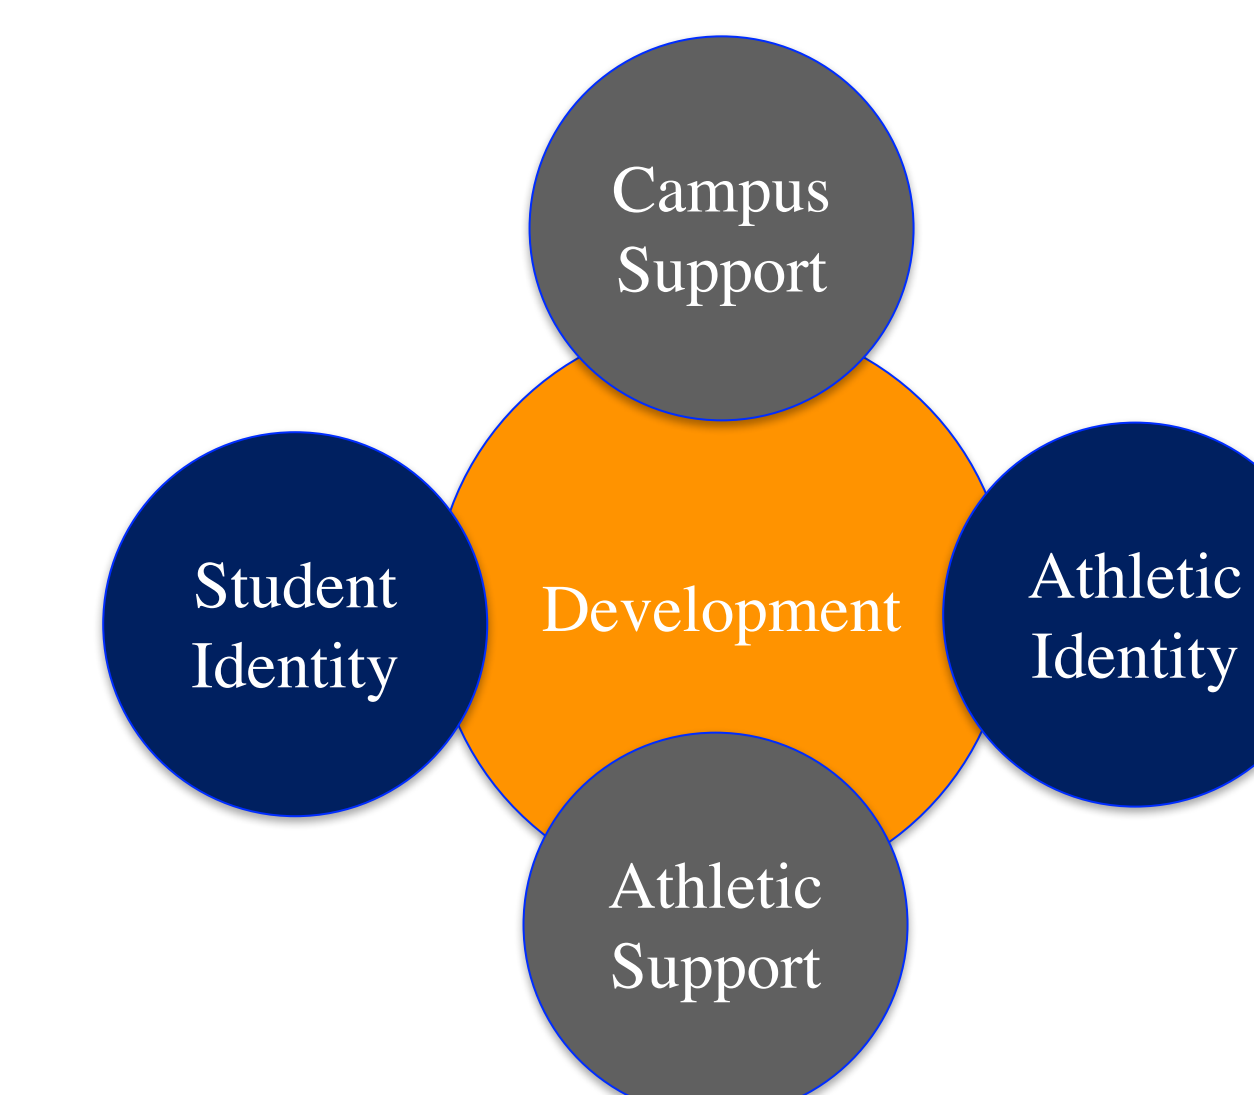 Campus
Support
Student
Identity
Development
Athletic
Identity
Athletic
Support